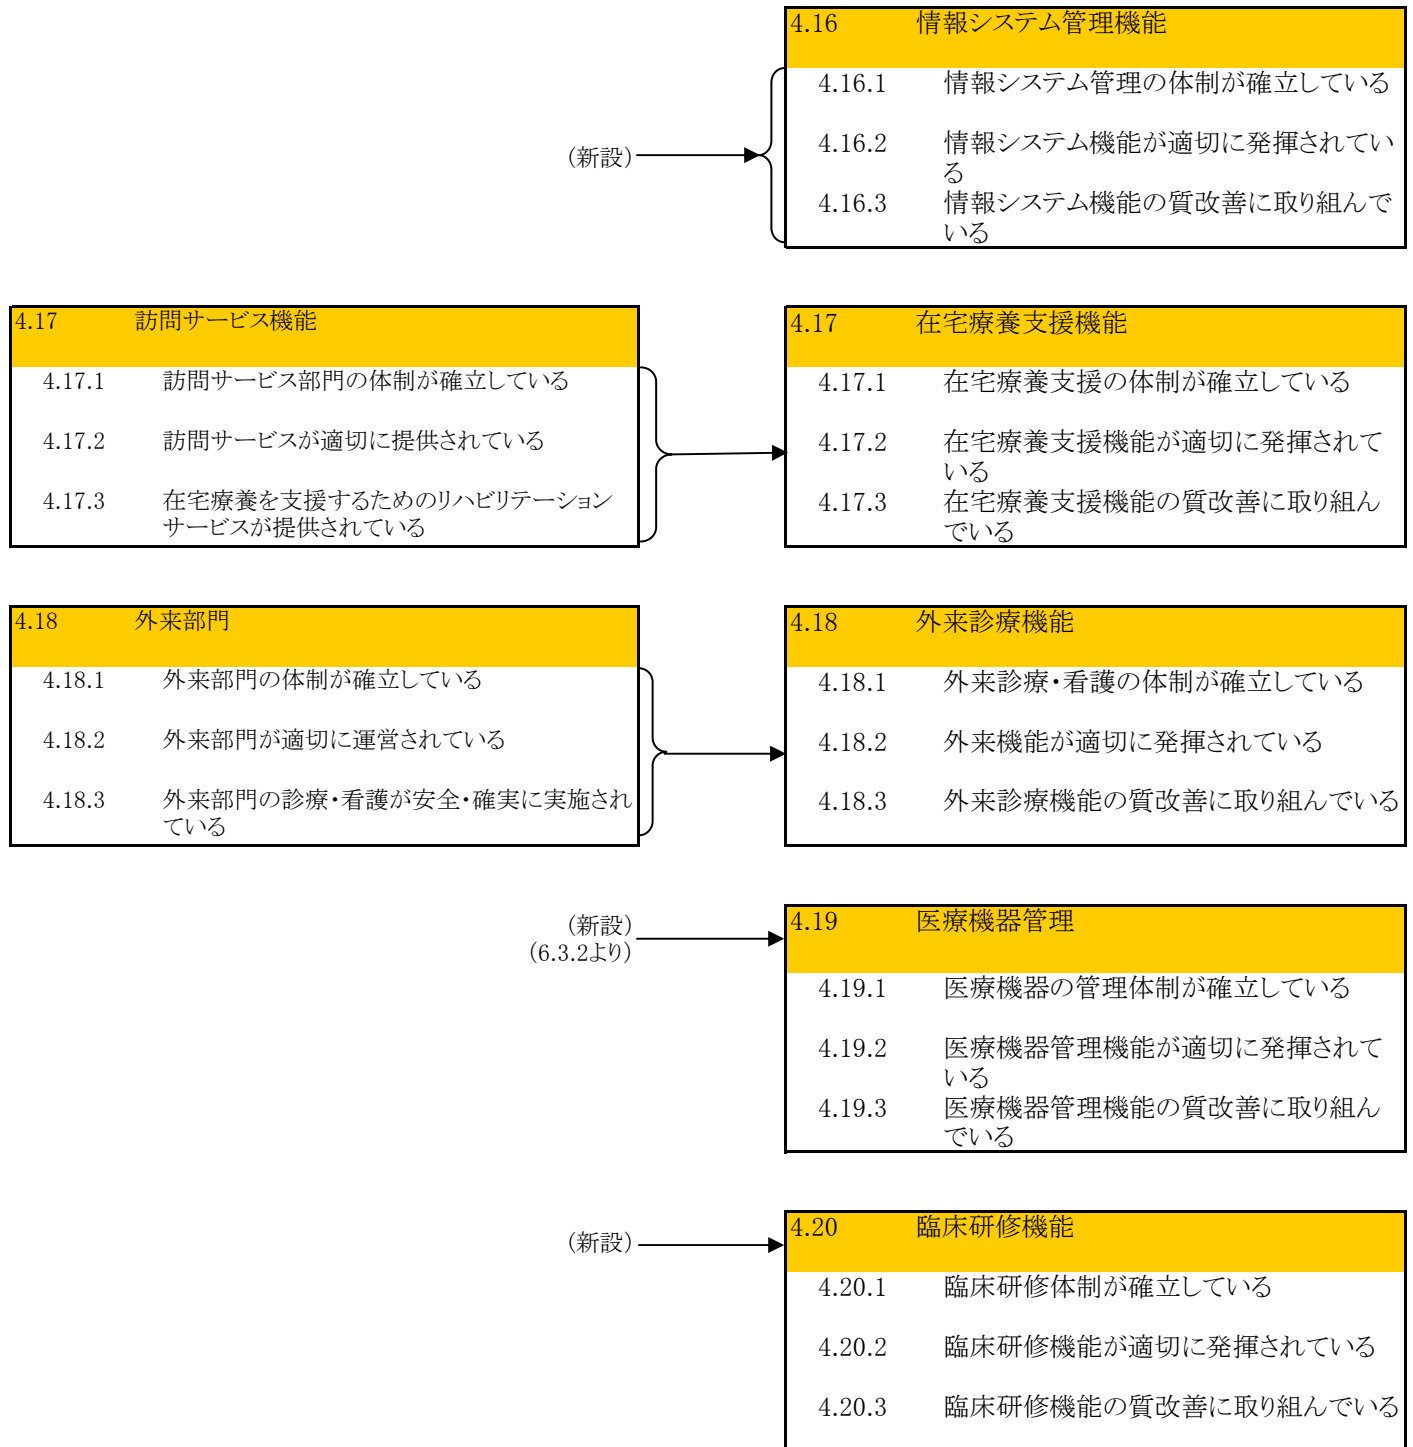 4.16 情報システム管理機能
4.16.1 情報システム管理の体制が確立している
(新設)
4.16.2 情報システム機能が適切に発揮されてい
る
4.16.3 情報システム機能の質改善に取り組んで
いる
4.17 訪問サービス機能
4.17.1 訪問サービス部門の体制が確立している
4.17.2 訪問サービスが適切に提供されている
4.17.3 在宅療養を支援するためのリハビリテーション
サービスが提供されている
4.17 在宅療養支援機能
4.17.1 在宅療養支援の体制が確立している
4.17.2 在宅療養支援機能が適切に発揮されて
いる
4.17.3 在宅療養支援機能の質改善に取り組ん
でいる
4.18 外来部門
4.18.1 外来部門の体制が確立している
4.18.2 外来部門が適切に運営されている
4.18.3 外来部門の診療・看護が安全・確実に実施され
ている
4.18 外来診療機能
4.18.1 外来診療・看護の体制が確立している
4.18.2 外来機能が適切に発揮されている
4.18.3 外来診療機能の質改善に取り組んでいる
(新設)
(6.3.2より)
4.19 医療機器管理
4.19.1 医療機器の管理体制が確立している
4.19.2 医療機器管理機能が適切に発揮されて
いる
4.19.3 医療機器管理機能の質改善に取り組ん
でいる
(新設)
4.20 臨床研修機能
4.20.1 臨床研修体制が確立している
4.20.2 臨床研修機能が適切に発揮されている
4.20.3 臨床研修機能の質改善に取り組んでいる